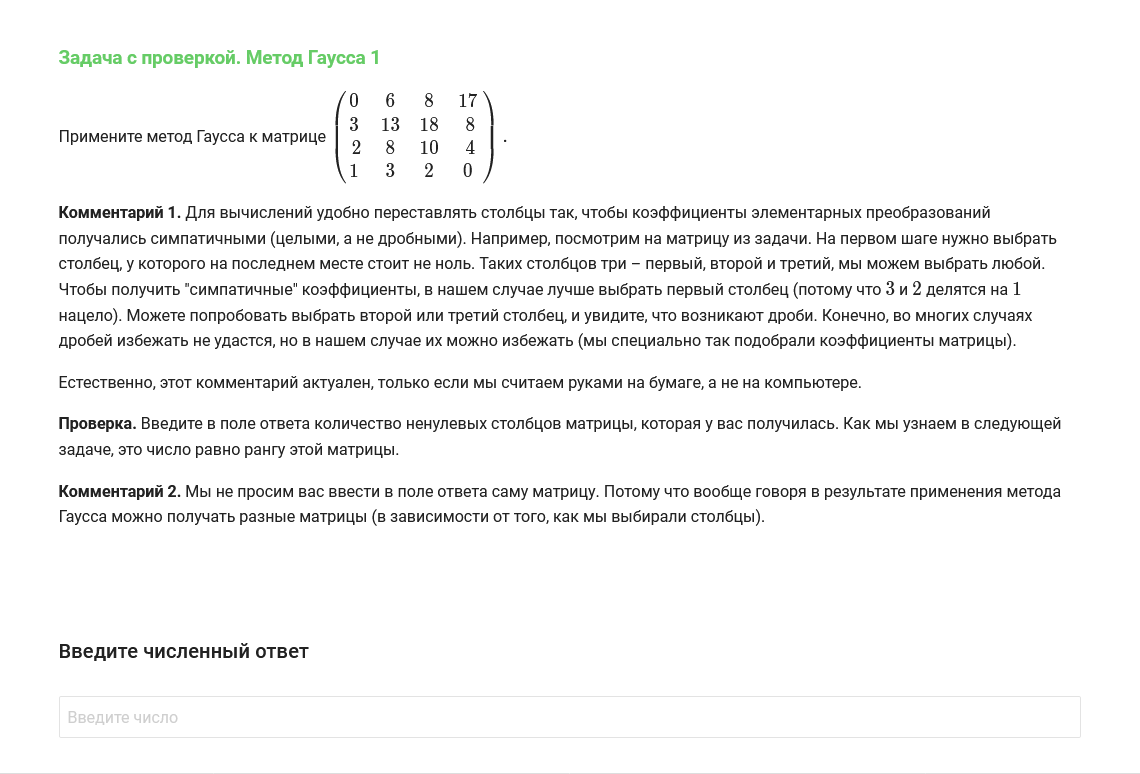 Задача с проверкой. Метод Гаусса 1
0 6 8 17
3 13 18 8
Примените метод Гаусса к матрице .
2 8 10 4
1 3 2 0
Комментарий 1. Для вычислений удобно переставлять столбцы так, чтобы коэффициенты элементарных преобразований
получались симпатичными (целыми, а не дробными). Например, посмотрим на матрицу из задачи. На первом шаге нужно выбрать
столбец, у которого на последнем месте стоит не ноль. Таких столбцов три – первый, второй и третий, мы можем выбрать любой.
Чтобы получить "симпатичные" коэффициенты, в нашем случае лучше выбрать первый столбец (потому что 3 и 2 делятся на 1
нацело). Можете попробовать выбрать второй или третий столбец, и увидите, что возникают дроби. Конечно, во многих случаях
дробей избежать не удастся, но в нашем случае их можно избежать (мы специально так подобрали коэффициенты матрицы).
Естественно, этот комментарий актуален, только если мы считаем руками на бумаге, а не на компьютере.
Проверка. Введите в поле ответа количество ненулевых столбцов матрицы, которая у вас получилась. Как мы узнаем в следующей
задаче, это число равно рангу этой матрицы.
Комментарий 2. Мы не просим вас ввести в поле ответа саму матрицу. Потому что вообще говоря в результате применения метода
Гаусса можно получать разные матрицы (в зависимости от того, как мы выбирали столбцы).
Введите численный ответ
Введите число